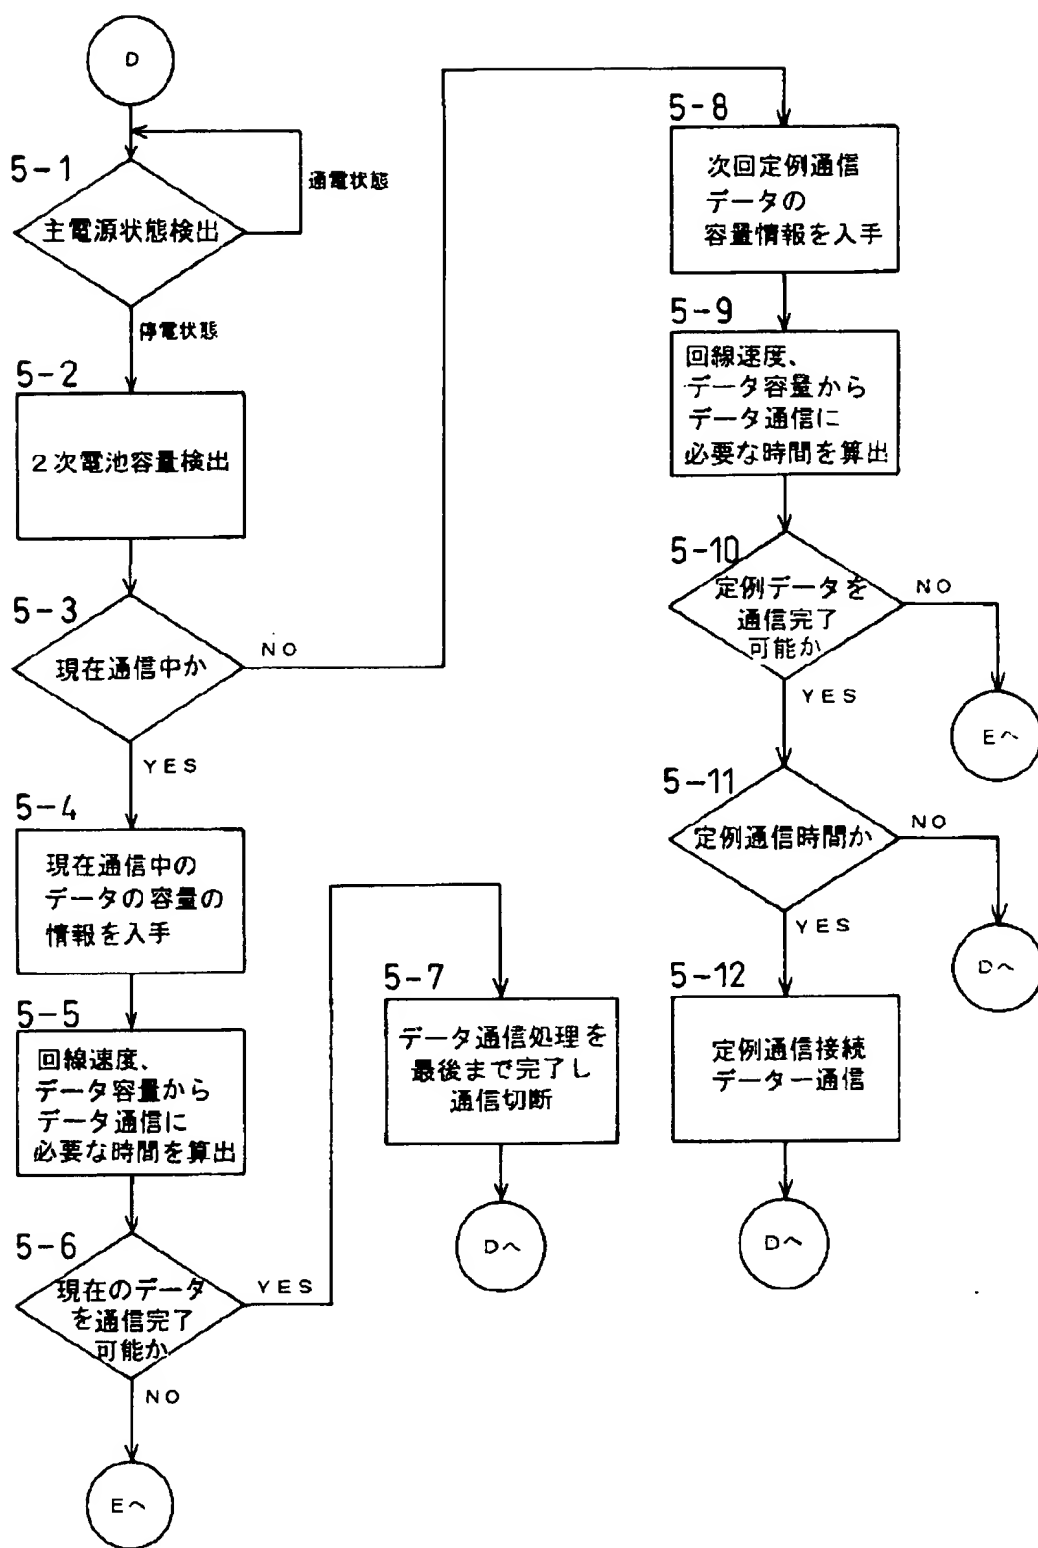 D
5-1
通電状態
主電源状態検出
停電状態
5-2
2次電池容量検出
5-3
現在通信中か
NO
YES
5-4
現在通信中の
データの容量の
情報を入手
5-5
回線速度、
データ容量から
データ通信に
必要な時間を算出
5-6
現在のデータ
を通信完了
可能か
YES
NO
Eへ
5-7
データ通信処理を
最後まで完了し
通信切断
Dへ
5-8
次回定例通信
データの
容量情報を入手
5-9
回線速度、
データ容量から
データ通信に
必要な時間を算出
5-10
定例データを
通信完了
可能か
NO
Eへ
YES
5-11
定例通信時間か
NO
Dへ
YES
5-12
定例通信接続
データー通信
Dへ